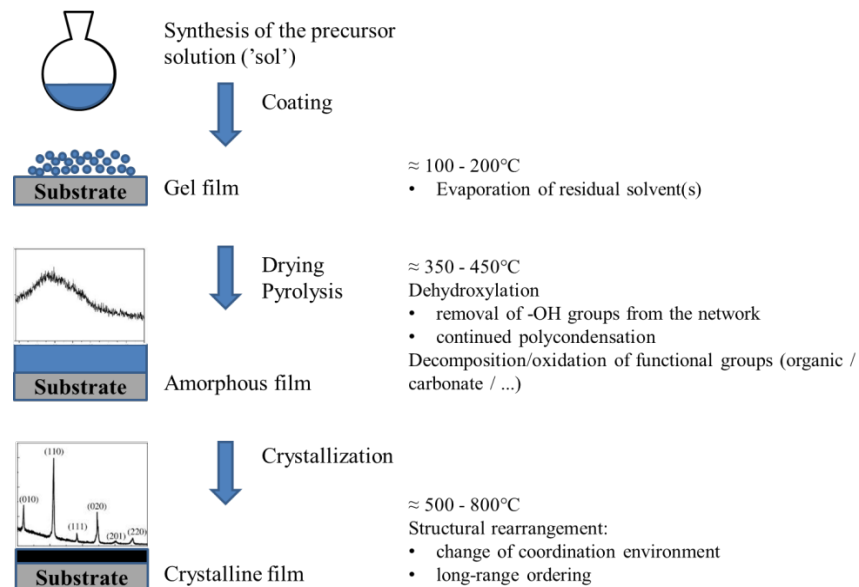 Synthesis of the precursor
solution ('sol')
Coating
Substrate
Gel film
≈ 100 - 200°C
• Evaporation of residual solvent(s)
Drying
Pyrolysis
≈ 350 - 450°C
Dehydroxylation
• removal of -OH groups from the network
• continued polycondensation
Decomposition/oxidation of functional groups (organic /
carbonate / ...)
Substrate
Amorphous film
Crystallization
(010)
(110)
(111)
(020)
(201)
(220)
≈ 500 - 800°C
Structural rearrangement:
• change of coordination environment
• long-range ordering
Substrate
Crystalline film